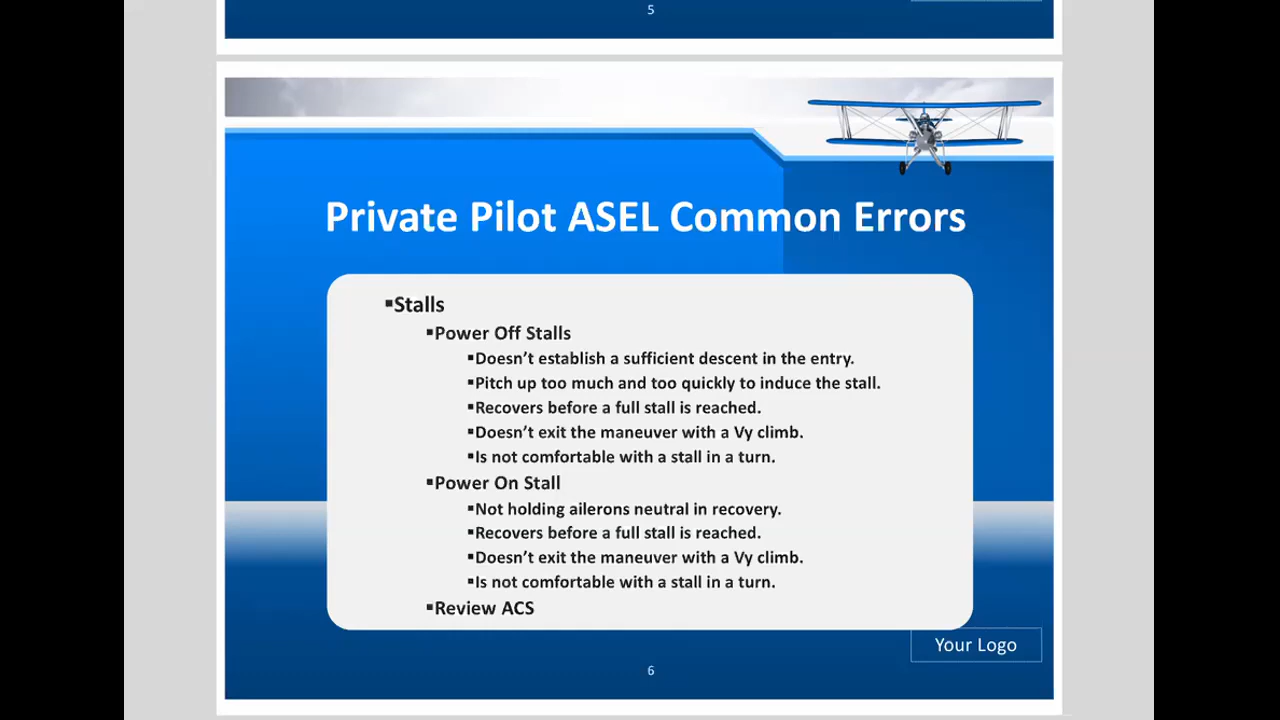 5
Private Pilot ASEL Common Errors
▪Stalls
▪Power Off Stalls
▪Doesn’t establish a sufficient descent in the entry.
▪Pitch up too much and too quickly to induce the stall.
▪Recovers before a full stall is reached.
▪Doesn’t exit the maneuver with a Vy climb.
▪Is not comfortable with a stall in a turn.
▪Power On Stall
▪Not holding ailerons neutral in recovery.
▪Recovers before a full stall is reached.
▪Doesn’t exit the maneuver with a Vy climb.
▪Is not comfortable with a stall in a turn.
▪Review ACS
Your Logo
6